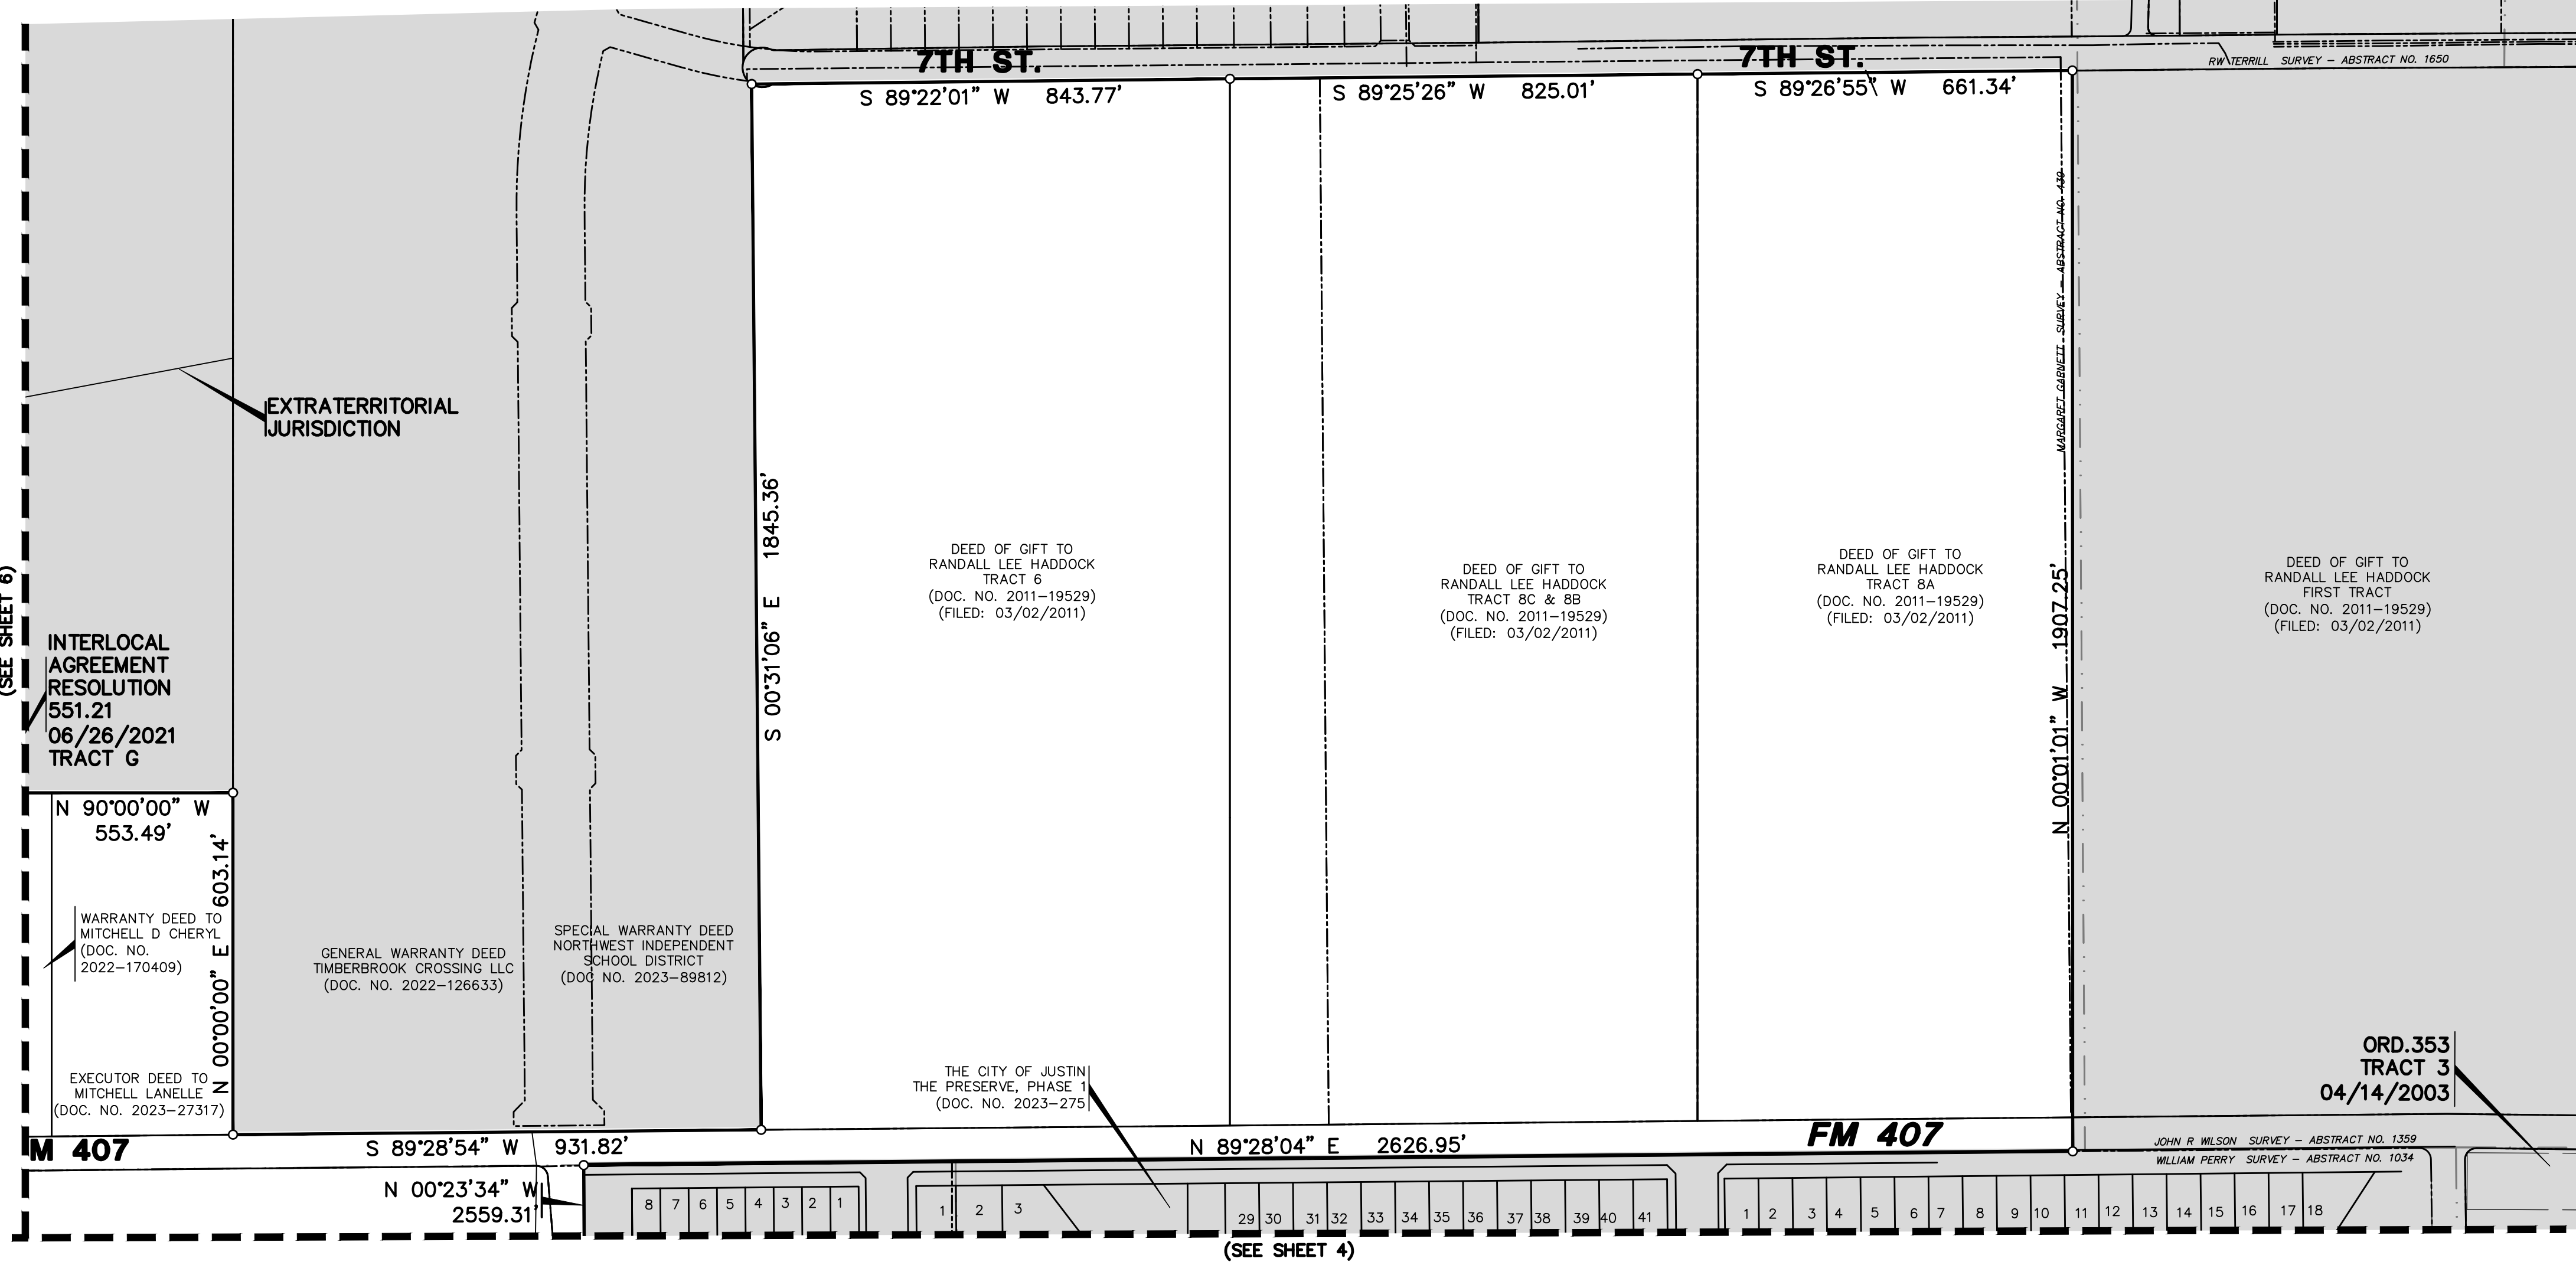 7TH ST.
7TH ST.
RW TERRILL SURVEY - ABSTRACT NO. 1650
S 89°22'01" W 843.77'
S 89°25'26" W 825.01'
S 89°26'55" W 661.34'
MARGARET GARNETT SURVEY - ABSTRACT NO. 439
EXTRATERRITORIAL
JURISDICTION
S 00°31'06" E 1845.36'
DEED OF GIFT TO
RANDALL LEE HADDOCK
TRACT 6
(DOC. NO. 2011-19529)
(FILED: 03/02/2011)
DEED OF GIFT TO
RANDALL LEE HADDOCK
TRACT 8C & 8B
(DOC. NO. 2011-19529)
(FILED: 03/02/2011)
DEED OF GIFT TO
RANDALL LEE HADDOCK
TRACT 8A
(DOC. NO. 2011-19529)
(FILED: 03/02/2011)
N 00°01'01" W 1907.25'
DEED OF GIFT TO
RANDALL LEE HADDOCK
FIRST TRACT
(DOC. NO. 2011-19529)
(FILED: 03/02/2011)
(SEE SHEET 6)
INTERLOCAL
AGREEMENT
RESOLUTION
551.21
06/26/2021
TRACT G
N 90°00'00" W
553.49'
N 00°00'00" E 603.14'
WARRANTY DEED TO
MITCHELL D CHERYL
(DOC. NO.
2022-170409)
EXECUTOR DEED TO
MITCHELL LANELLE
(DOC. NO. 2023-27317)
GENERAL WARRANTY DEED
TIMBERBROOK CROSSING LLC
(DOC. NO. 2022-126633)
SPECIAL WARRANTY DEED
NORTHWEST INDEPENDENT
SCHOOL DISTRICT
(DOC NO. 2023-89812)
THE CITY OF JUSTIN
THE PRESERVE, PHASE 1
(DOC. NO. 2023-275
ORD.353
TRACT 3
04/14/2003
M 407
S 89°28'54" W 931.82'
N 89°28'04" E 2626.95'
FM 407
JOHN R WILSON SURVEY - ABSTRACT NO. 1359
WILLIAM PERRY SURVEY - ABSTRACT NO. 1034
N 00°23'34" W
2559.31'
8 7 6 5 4 3 2 1
1 2 3
29 30 31 32 33 34 35 36 37 38 39 40 41
1 2 3 4 5 6 7 8 9 10 11 12 13 14 15 16 17 18
(SEE SHEET 4)